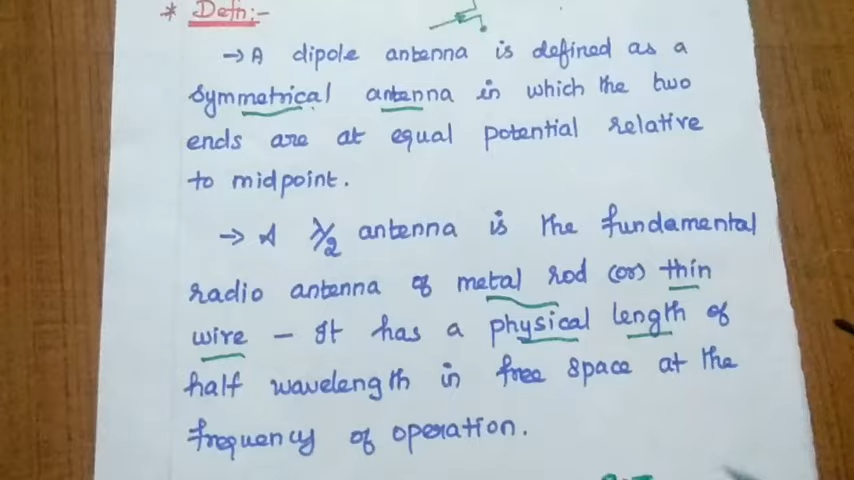 * Defn:-
→ A dipole antenna is defined as a
symmetrical antenna in which the two
ends are at equal potential relative
to midpoint.
→ A λ/2 antenna is the fundamental
radio antenna of metal rod (or) thin
wire - It has a physical length of
half wavelength in free space at the
frequency of operation.